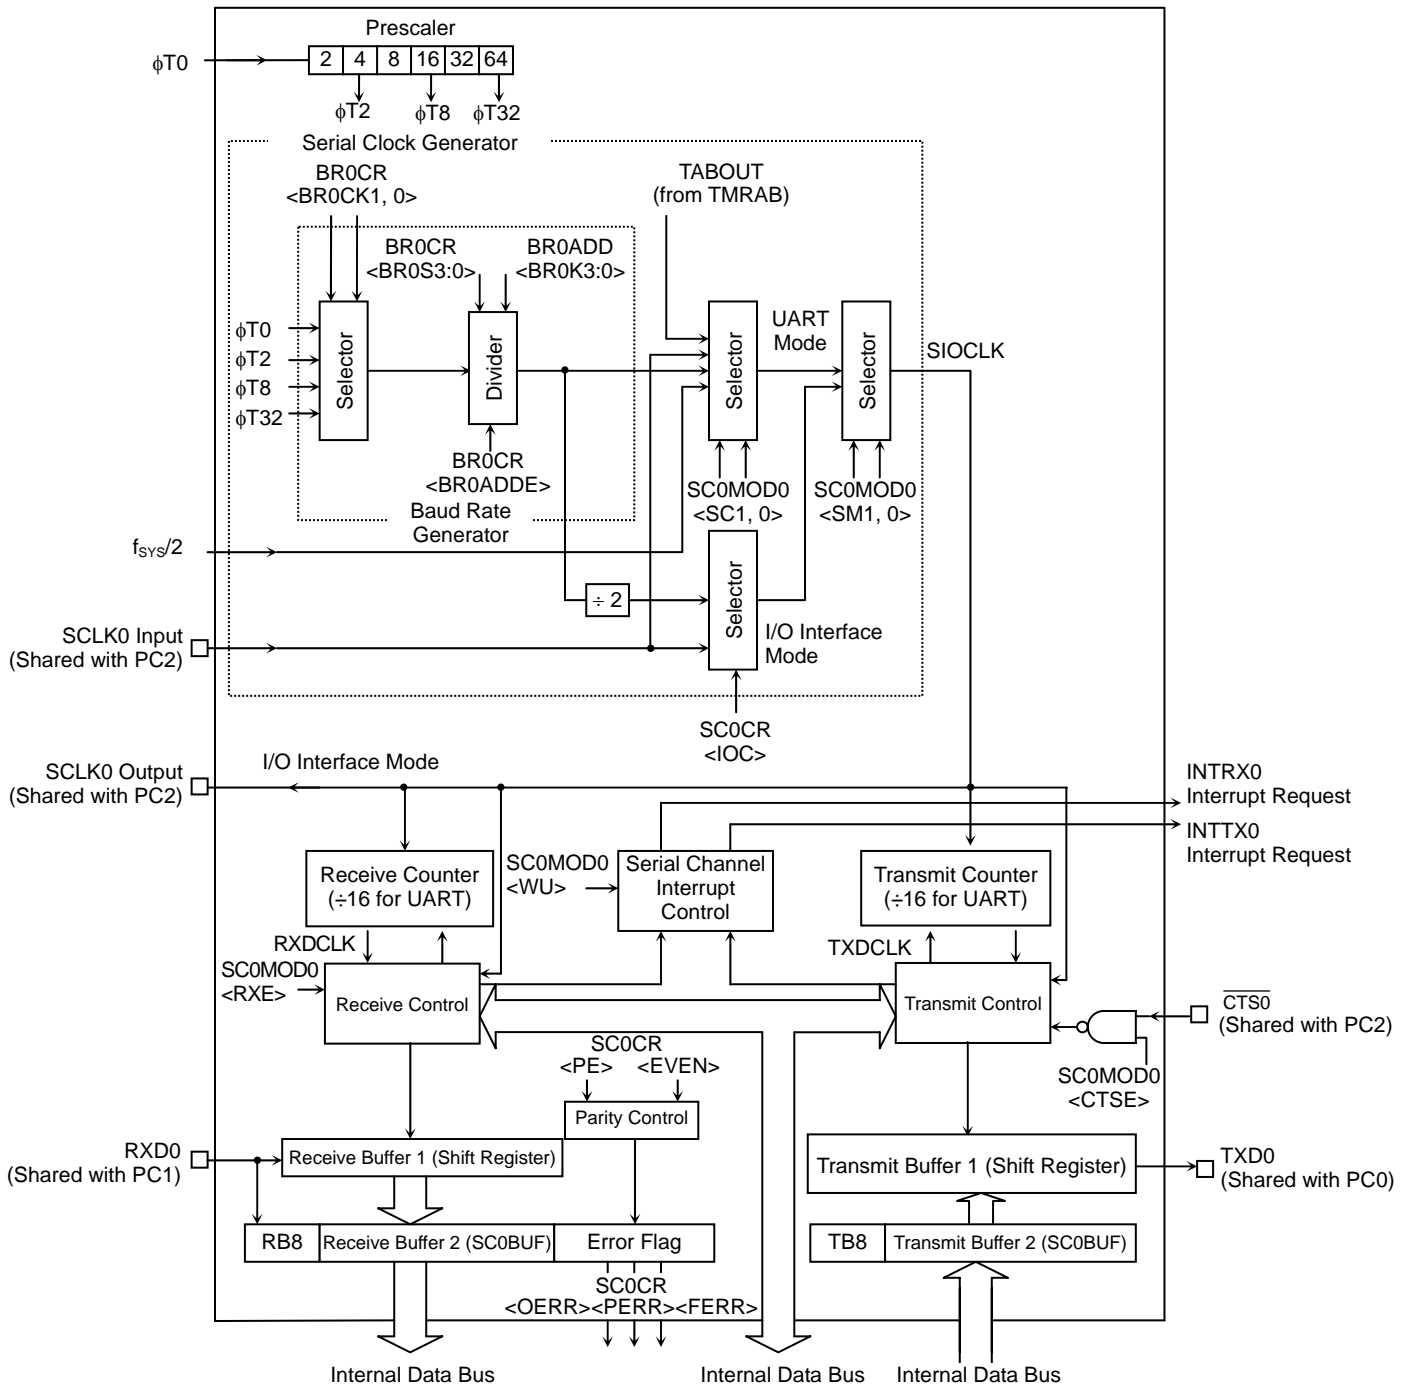 Prescaler
ϕT0
2 4 8 16 32 64
ϕT2 ϕT8 ϕT32
Serial Clock Generator
BR0CR
<BR0CK1, 0>
TABOUT
(from TMRAB)
BR0CR
<BR0S3:0>
BR0ADD
<BR0K3:0>
ϕT0
ϕT2
ϕT8
ϕT32
Selector
Divider
Selector
UART
Mode
Selector
SIOCLK
BR0CR
<BR0ADDE>
SC0MOD0
<SC1, 0>
SC0MOD0
<SM1, 0>
Baud Rate
Generator
fSYS/2
÷ 2
Selector
I/O Interface
Mode
SCLK0 Input
(Shared with PC2)
SC0CR
<IOC>
SCLK0 Output
(Shared with PC2)
I/O Interface Mode
INTRX0
Interrupt Request
INTTX0
Interrupt Request
Receive Counter
(÷16 for UART)
SC0MOD0
<WU>
Serial Channel
Interrupt
Control
Transmit Counter
(÷16 for UART)
RXDCLK
TXDCLK
SC0MOD0
<RXE>
Receive Control
Transmit Control
CTS0
(Shared with PC2)
SC0MOD0
<CTSE>
SC0CR
<PE> <EVEN>
Parity Control
RXD0
(Shared with PC1)
Receive Buffer 1 (Shift Register)
Transmit Buffer 1 (Shift Register)
TXD0
(Shared with PC0)
RB8 Receive Buffer 2 (SC0BUF) Error Flag
TB8 Transmit Buffer 2 (SC0BUF)
SC0CR
<OERR><PERR><FERR>
Internal Data Bus
Internal Data Bus
Internal Data Bus